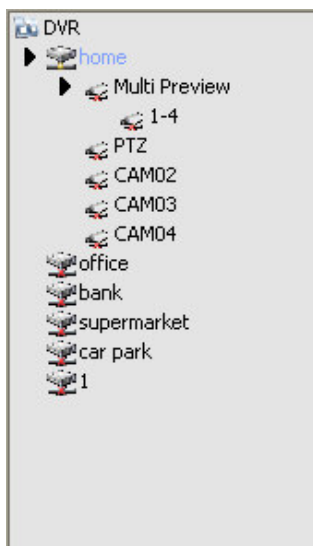 DVR
home
Multi Preview
1-4
PTZ
CAM02
CAM03
CAM04
office
bank
supermarket
car park
1